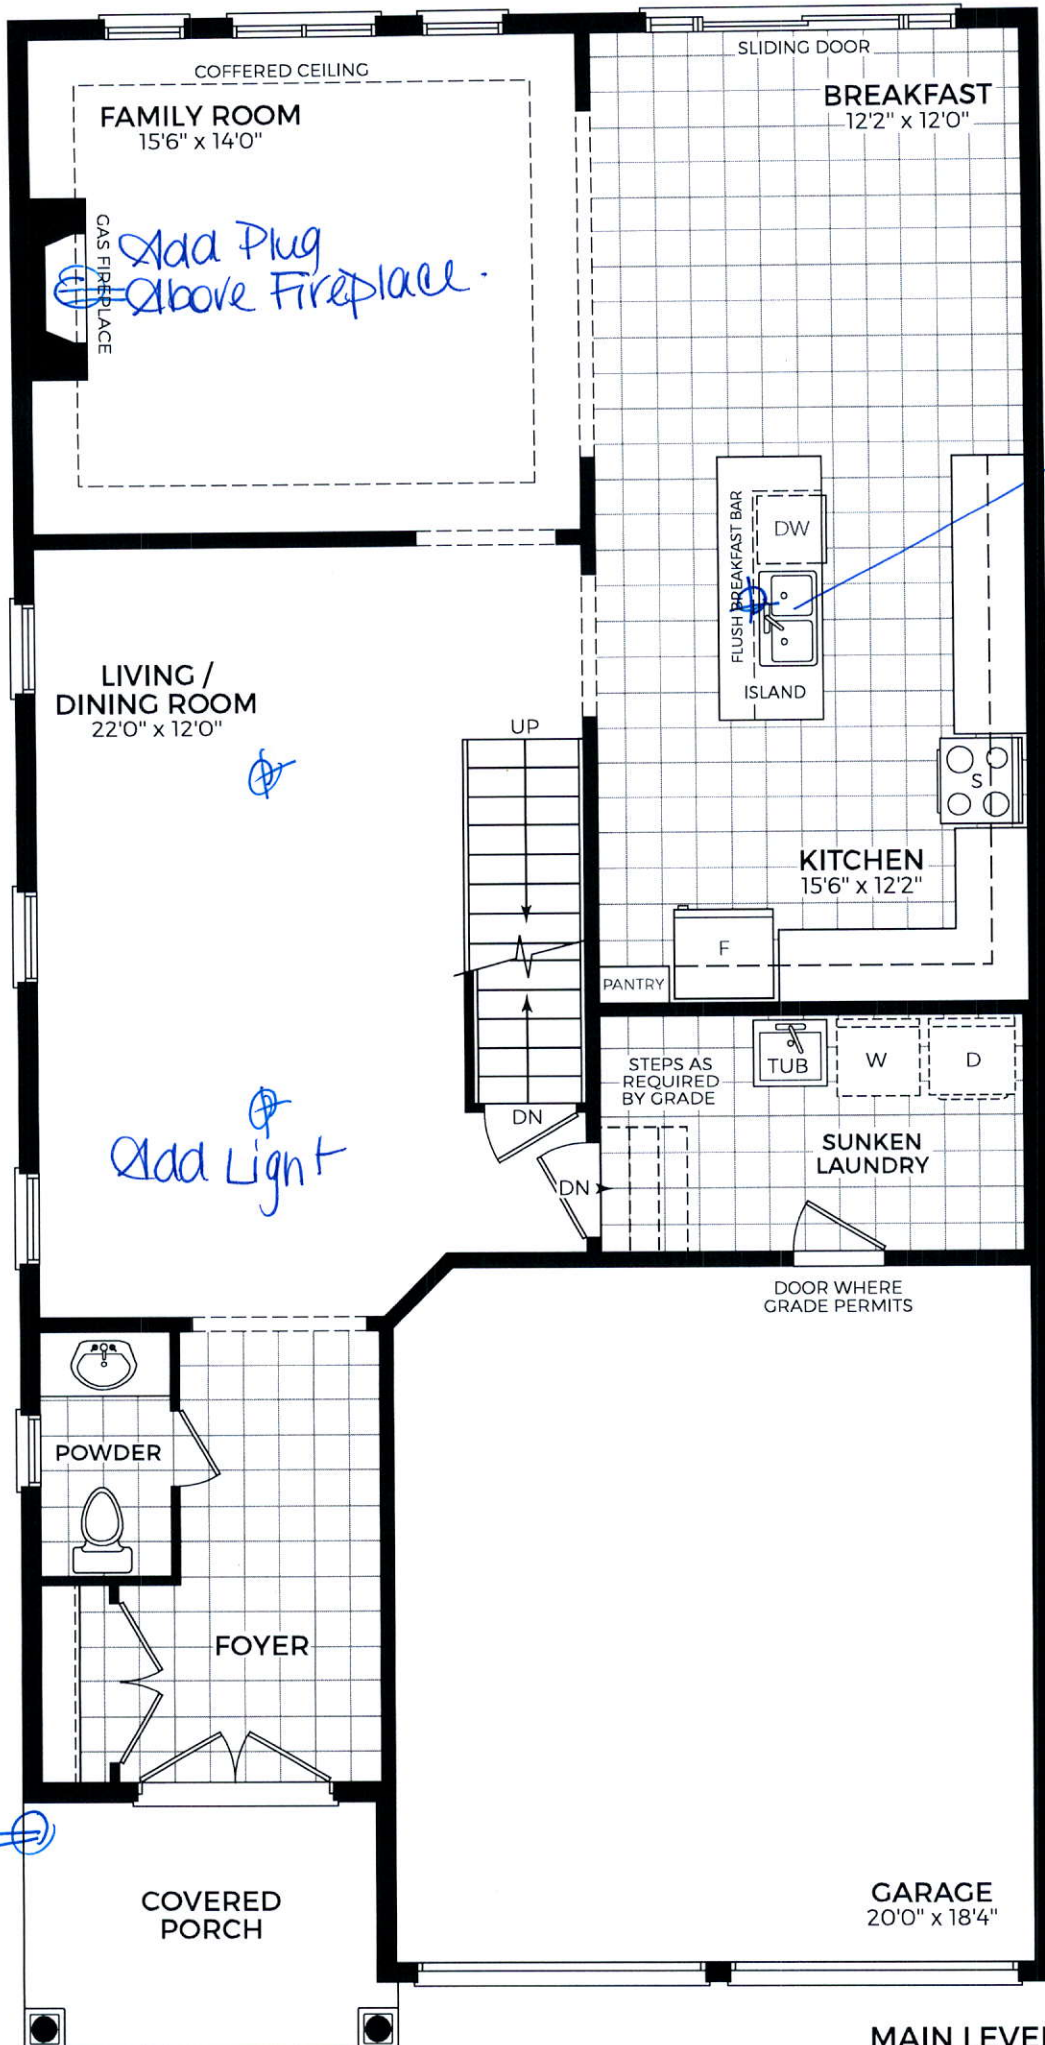 SLIDING DOOR
COFFERED CEILING
FAMILY ROOM
15'6" x 14'0"
BREAKFAST
12'2" x 12'0"
GAS FIREPLACE
Add Plug
Above Fireplace.
FLUSH BREAKFAST BAR
DW
ISLAND
LIVING /
DINING ROOM
22'0" x 12'0"
UP
S
KITCHEN
15'6" x 12'2"
F
PANTRY
STEPS AS
REQUIRED
BY GRADE
TUB
W
D
DN
Add Light
SUNKEN
LAUNDRY
DN
DOOR WHERE
GRADE PERMITS
POWDER
FOYER
COVERED
PORCH
GARAGE
20'0" x 18'4"
MAIN LEVEL